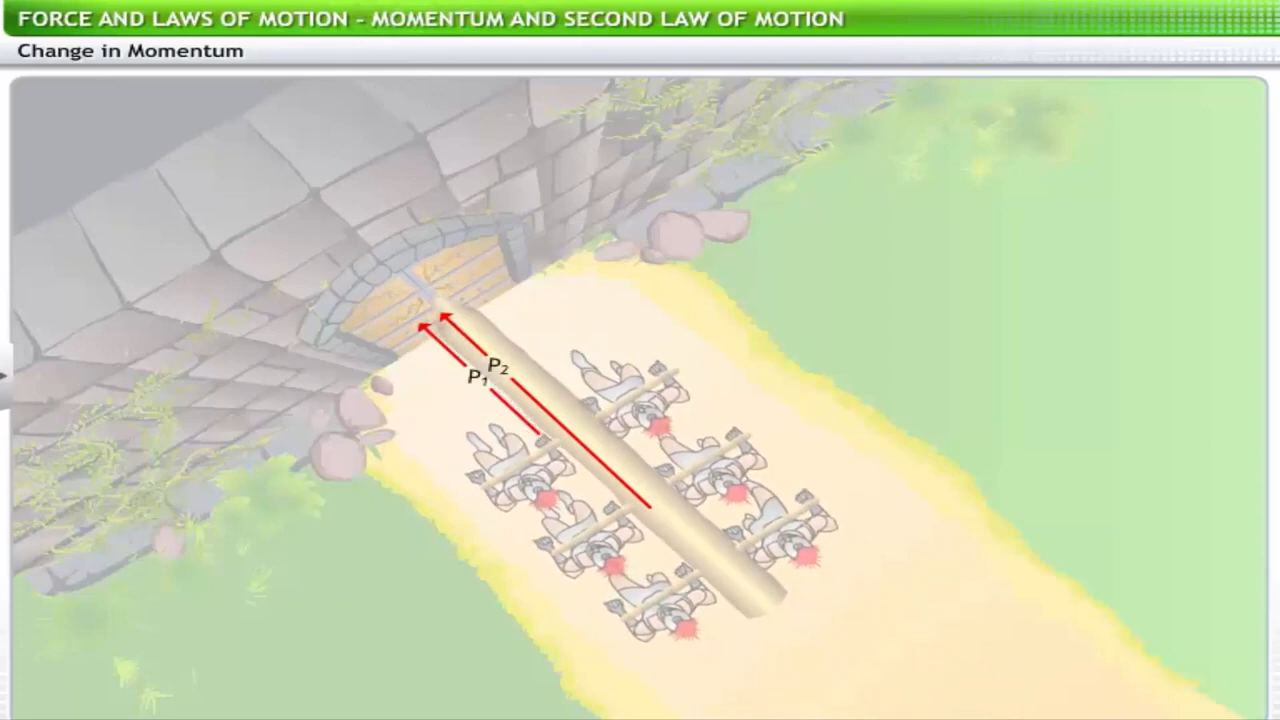 FORCE AND LAWS OF MOTION - MOMENTUM AND SECOND LAW OF MOTION
Change in Momentum
P2
P1